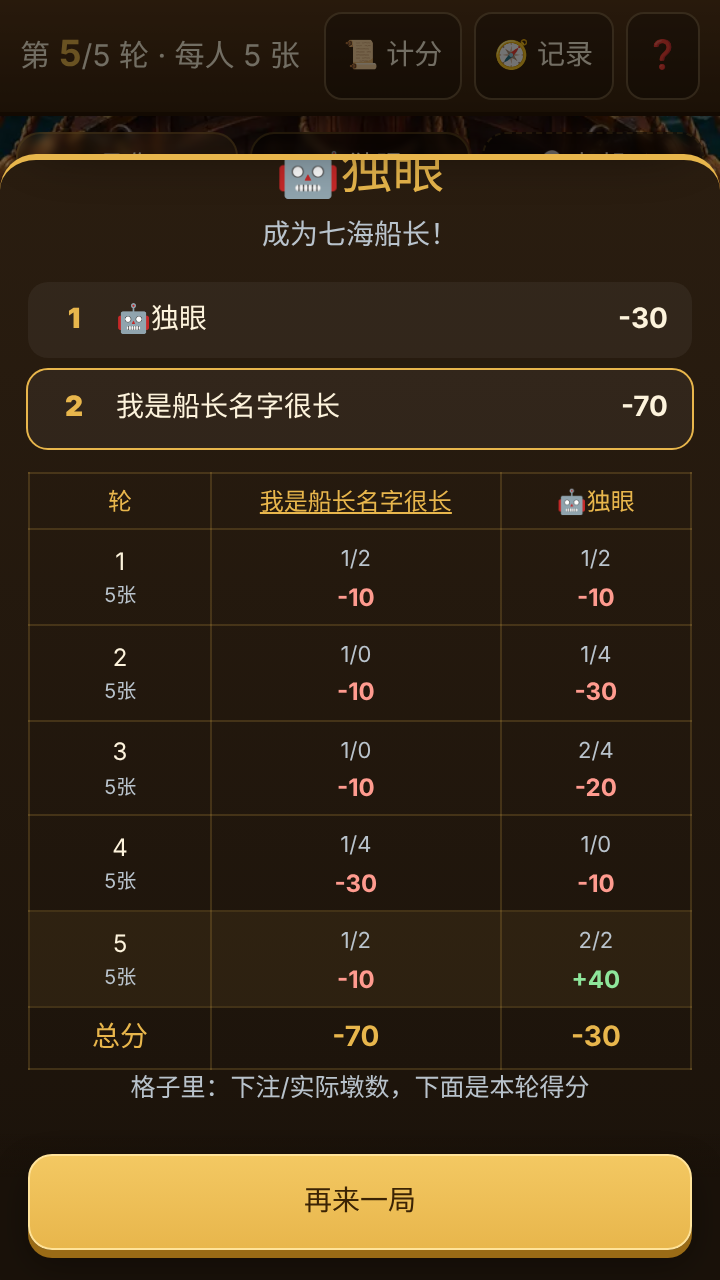 第 5/5 轮 · 每人 5 张
计分
记录
独眼
成为七海船长！
1 独眼 -30
2 我是船长名字很长 -70
轮 我是船长名字很长 独眼
1 1/2 1/2
5张 -10 -10
2 1/0 1/4
5张 -10 -30
3 1/0 2/4
5张 -10 -20
4 1/4 1/0
5张 -30 -10
5 1/2 2/2
5张 -10 +40
总分 -70 -30
格子里：下注/实际墩数，下面是本轮得分
再来一局